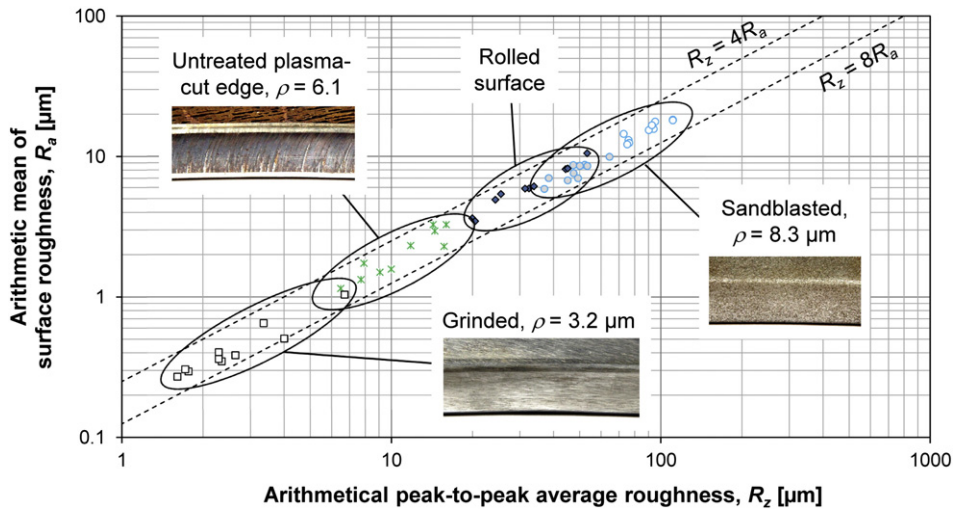 100
Untreated plasma-
cut edge, ρ = 6.1
Rolled
surface
Rz = 4Ra
Rz = 8Ra
10
Sandblasted,
ρ = 8.3 µm
1
Grinded, ρ = 3.2 µm
0.1
1
10
100
1000
Arithmetic mean of
surface roughness, Ra [µm]
Arithmetical peak-to-peak average roughness, Rz [µm]